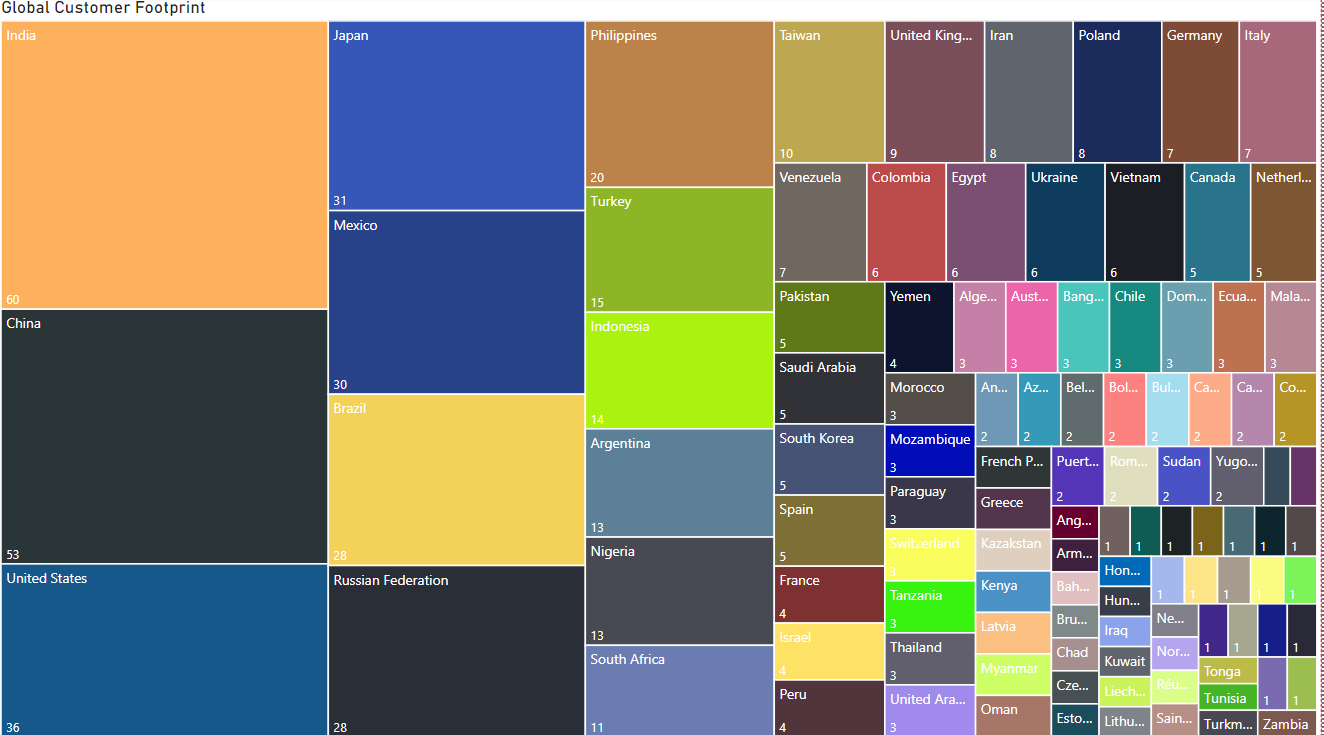 Global Customer Footprint
India
60
China
53
United States
36
Japan
31
Mexico
30
Brazil
28
Russian Federation
28
Philippines
20
Turkey
15
Indonesia
14
Argentina
13
Nigeria
13
South Africa
11
Taiwan
10
United King...
9
Iran
8
Poland
8
Germany
7
Italy
7
Venezuela
7
Colombia
6
Egypt
6
Ukraine
6
Vietnam
6
Canada
5
Netherl...
5
Pakistan
5
Saudi Arabia
5
South Korea
5
Spain
5
France
4
Israel
4
Peru
4
Yemen
4
Alge...
3
Aust...
3
Bang...
3
Chile
3
Dom...
3
Ecua...
3
Mala...
3
Morocco
3
Mozambique
3
Paraguay
3
Switzerland
3
Tanzania
3
Thailand
3
United Ara...
3
An...
2
Az...
2
Bel...
2
Bol...
2
Bul...
2
Ca...
2
Ca...
2
Co...
2
French P...
Greece
Kazakstan
Kenya
Latvia
Myanmar
Oman
Puert...
2
Rom...
2
Sudan
2
Yugo...
2
Ang...
Arm...
Bah...
Bru...
Chad
Cze...
Esto...
1
1
1
1
1
1
1
Hon...
Hun...
Iraq
Kuwait
Liech...
Lithu...
1
1
1
1
1
Ne...
Nor...
Réu...
Sain...
1
1
1
1
Tonga
Tunisia
Turkm...
1
1
Zambia